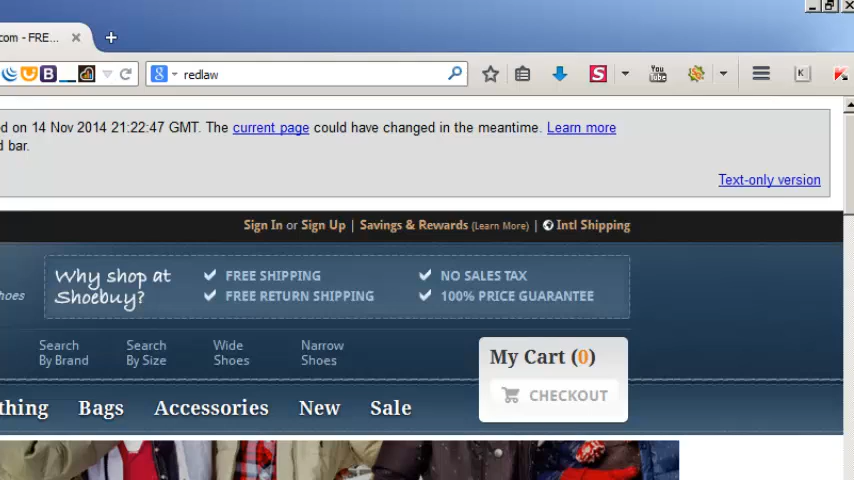 com - FRE...
redlaw
d on 14 Nov 2014 21:22:47 GMT. The current page could have changed in the meantime. Learn more
d bar.
Text-only version
Sign In or Sign Up | Savings & Rewards (Learn More) | Intl Shipping
hoes
Why shop at
Shoebuy?
FREE SHIPPING
NO SALES TAX
FREE RETURN SHIPPING
100% PRICE GUARANTEE
Search
By Brand
Search
By Size
Wide
Shoes
Narrow
Shoes
My Cart (0)
CHECKOUT
thing Bags Accessories New Sale